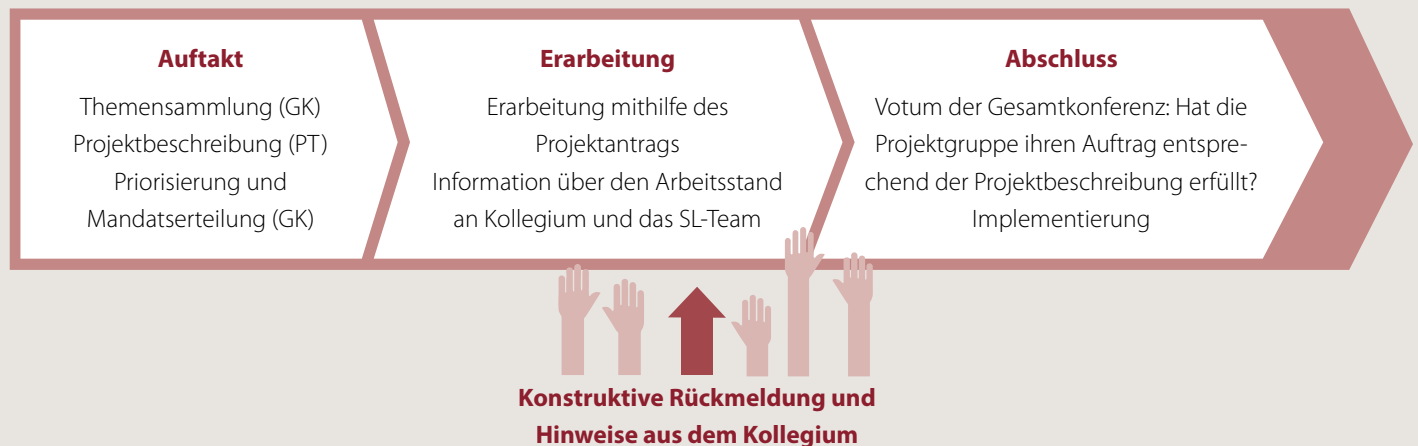 Auftakt
Themensammlung (GK)
Projektbeschreibung (PT)
Priorisierung und
Mandatserteilung (GK)
Erarbeitung
Erarbeitung mithilfe des
Projektantrags
Information über den Arbeitsstand
an Kollegium und das SL-Team
Abschluss
Votum der Gesamtkonferenz: Hat die
Projektgruppe ihren Auftrag entspre-
chend der Projektbeschreibung erfüllt?
Implementierung
Konstruktive Rückmeldung und
Hinweise aus dem Kollegium